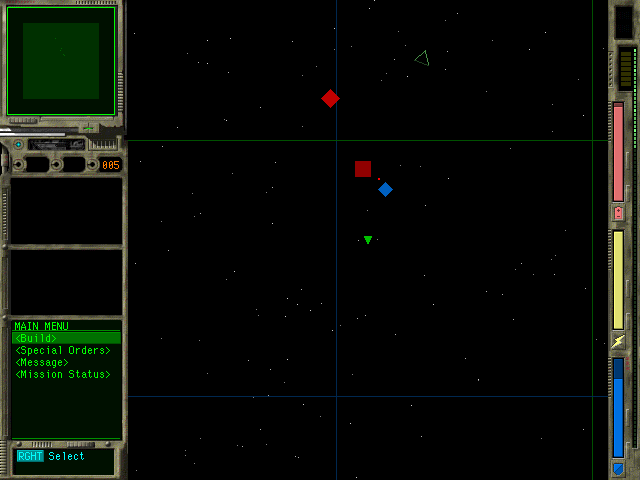 005
MAIN MENU
<Build>
<Special Orders>
<Message>
<Mission Status>
RGHT Select